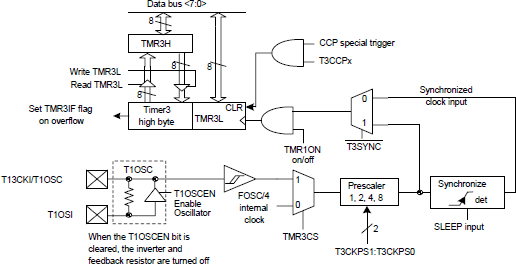 Data bus <7:0>
8
TMR3H
CCP special trigger
T3CCPx
8
8
8
Write TMR3L
Read TMR3L
Synchronized
clock input
Set TMR3IF flag
on overflow
Timer3
high byte
TMR3L
CLR
0
1
TMR1ON
on/off
T3SYNC
T13CKI/T1OSC
T1OSC
T1OSCEN
Enable
Oscillator
FOSC/4
internal
clock
1
0
Prescaler
1, 2, 4, 8
Synchronize
det
T1OSI
TMR3CS
2
SLEEP input
T3CKPS1:T3CKPS0
When the T1OSCEN bit is
cleared, the inverter and
feedback resistor are turned off